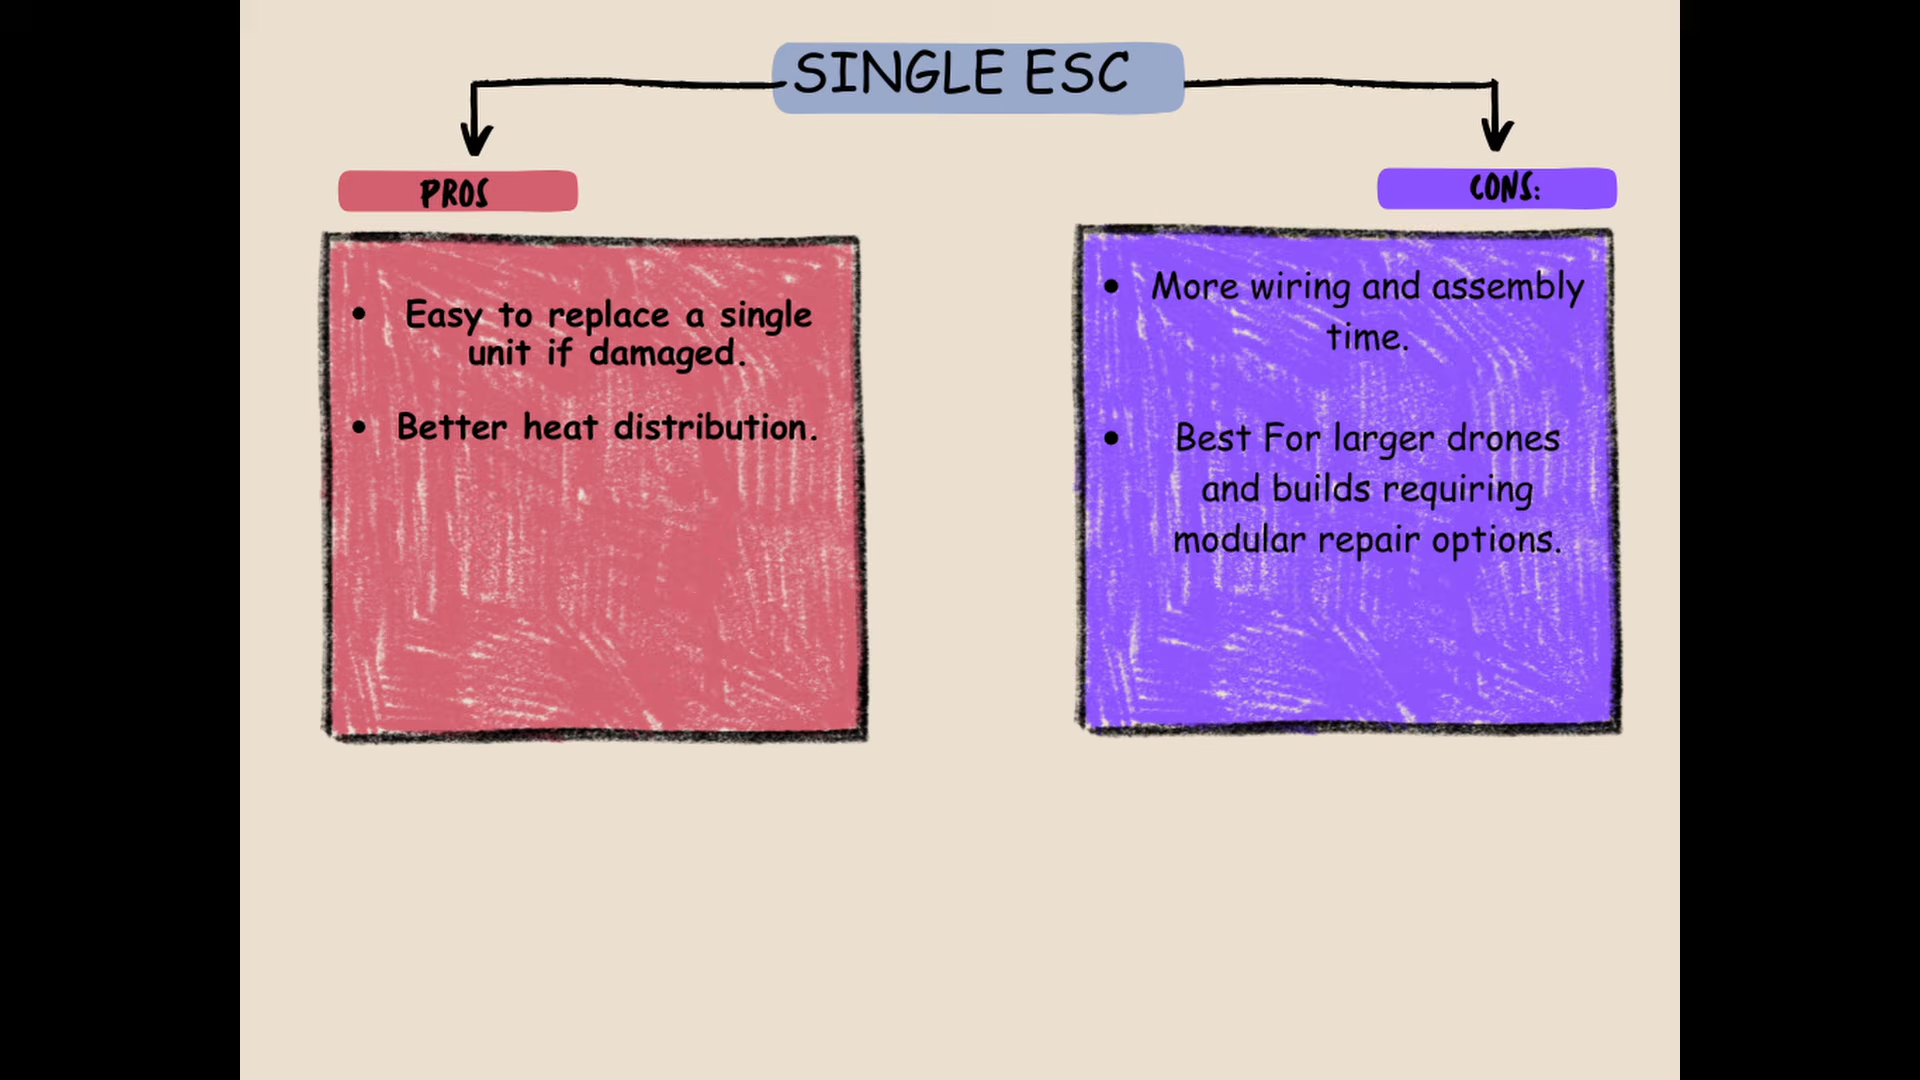 SINGLE ESC
PROS
• Easy to replace a single
unit if damaged.
• Better heat distribution.
CONS:
• More wiring and assembly
time.
• Best For larger drones
and builds requiring
modular repair options.